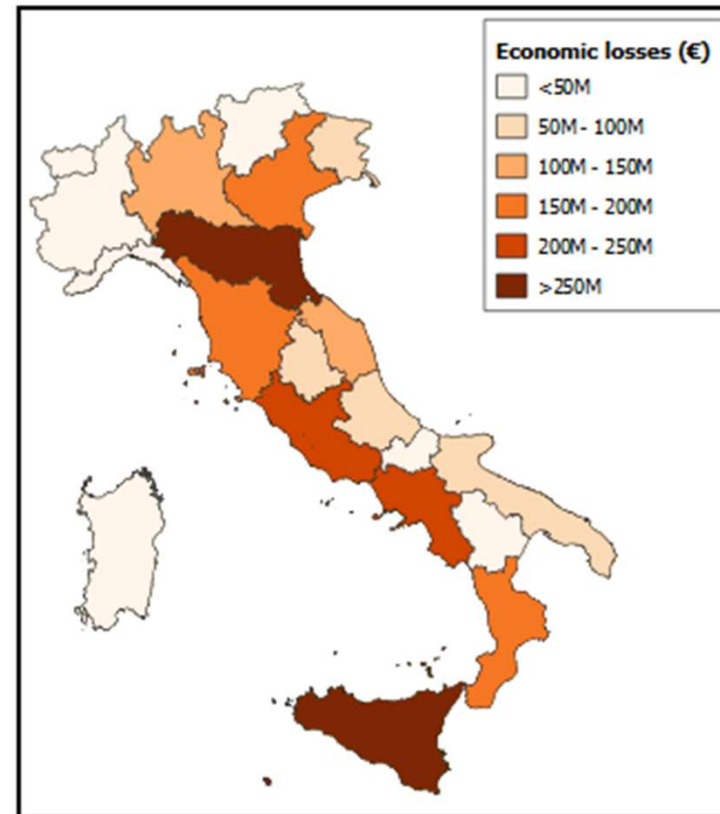 Economic losses (€)
<50M
50M - 100M
100M - 150M
150M - 200M
200M - 250M
>250M